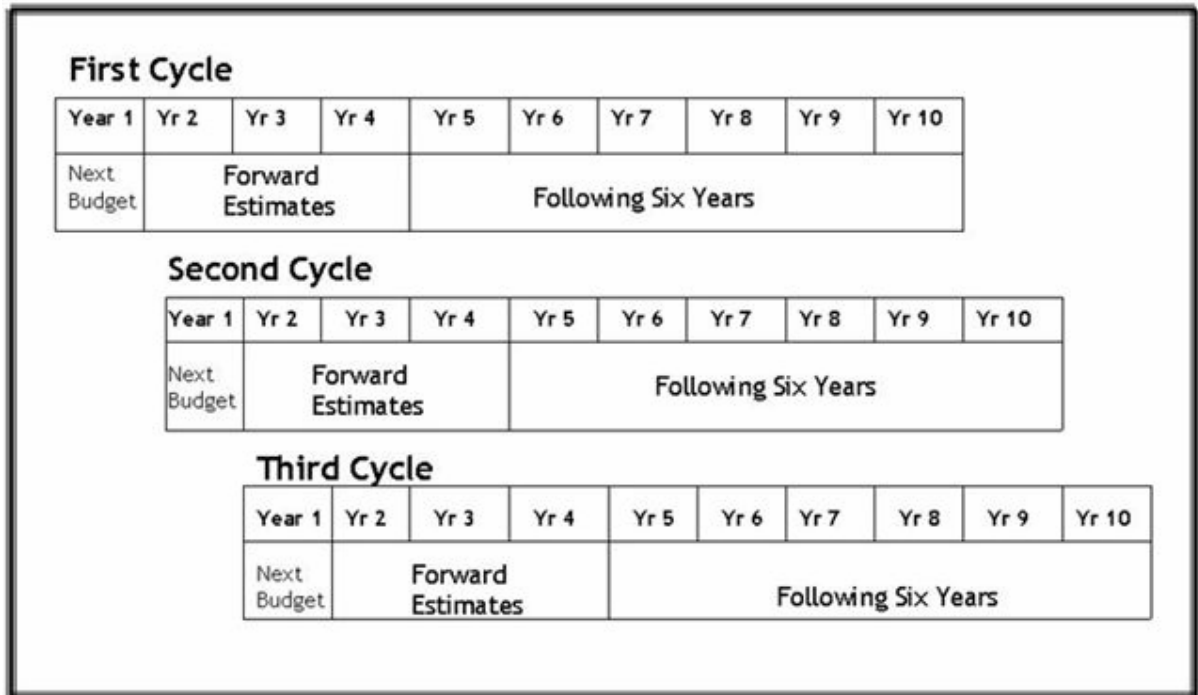 First Cycle
Year 1 Yr 2 Yr 3 Yr 4 Yr 5 Yr 6 Yr 7 Yr 8 Yr 9 Yr 10
Next
Budget
Forward
Estimates
Following Six Years
Second Cycle
Year 1 Yr 2 Yr 3 Yr 4 Yr 5 Yr 6 Yr 7 Yr 8 Yr 9 Yr 10
Next
Budget
Forward
Estimates
Following Six Years
Third Cycle
Year 1 Yr 2 Yr 3 Yr 4 Yr 5 Yr 6 Yr 7 Yr 8 Yr 9 Yr 10
Next
Budget
Forward
Estimates
Following Six Years